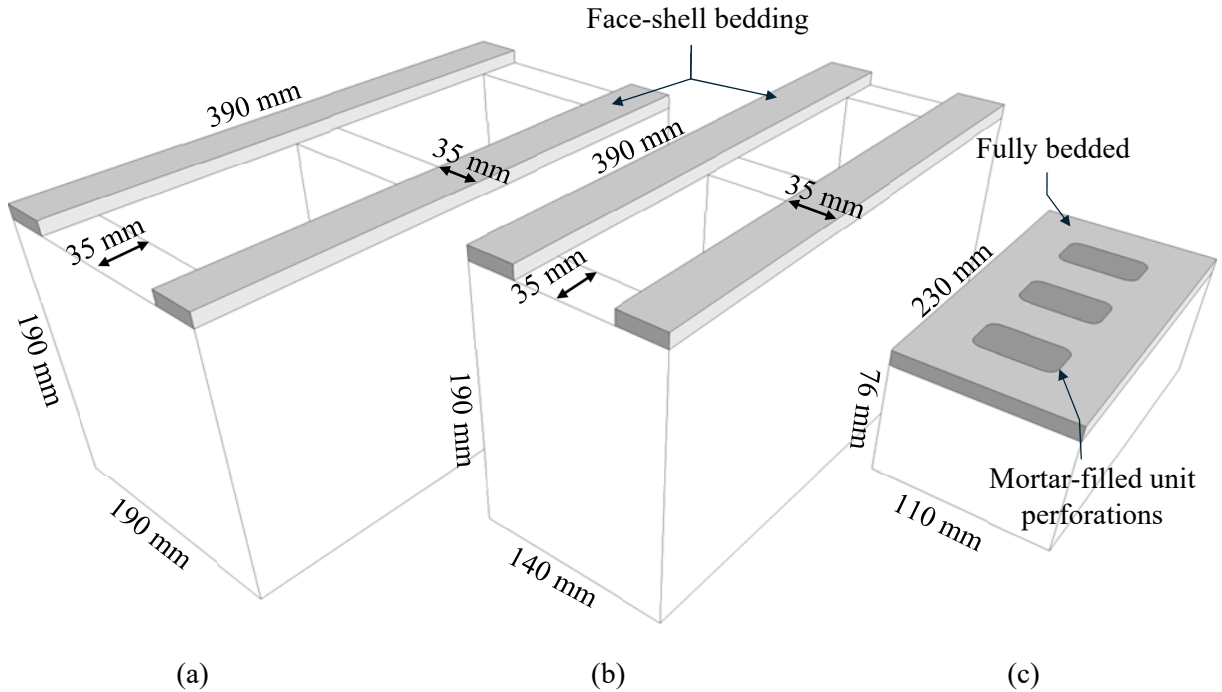 Face-shell bedding
390 mm
35 mm
35 mm
190 mm
190 mm
(a)
390 mm
35 mm
35 mm
190 mm
140 mm
(b)
Fully bedded
230 mm
76 mm
110 mm
Mortar-filled unit
perforations
(c)